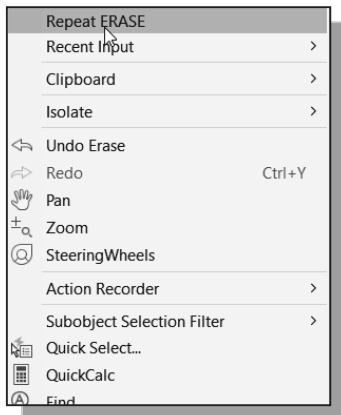 Repeat ERASE
Recent Input
Clipboard
Isolate
Undo Erase
Redo Ctrl+Y
Pan
Zoom
SteeringWheels
Action Recorder
Subobject Selection Filter
Quick Select...
QuickCalc
Find